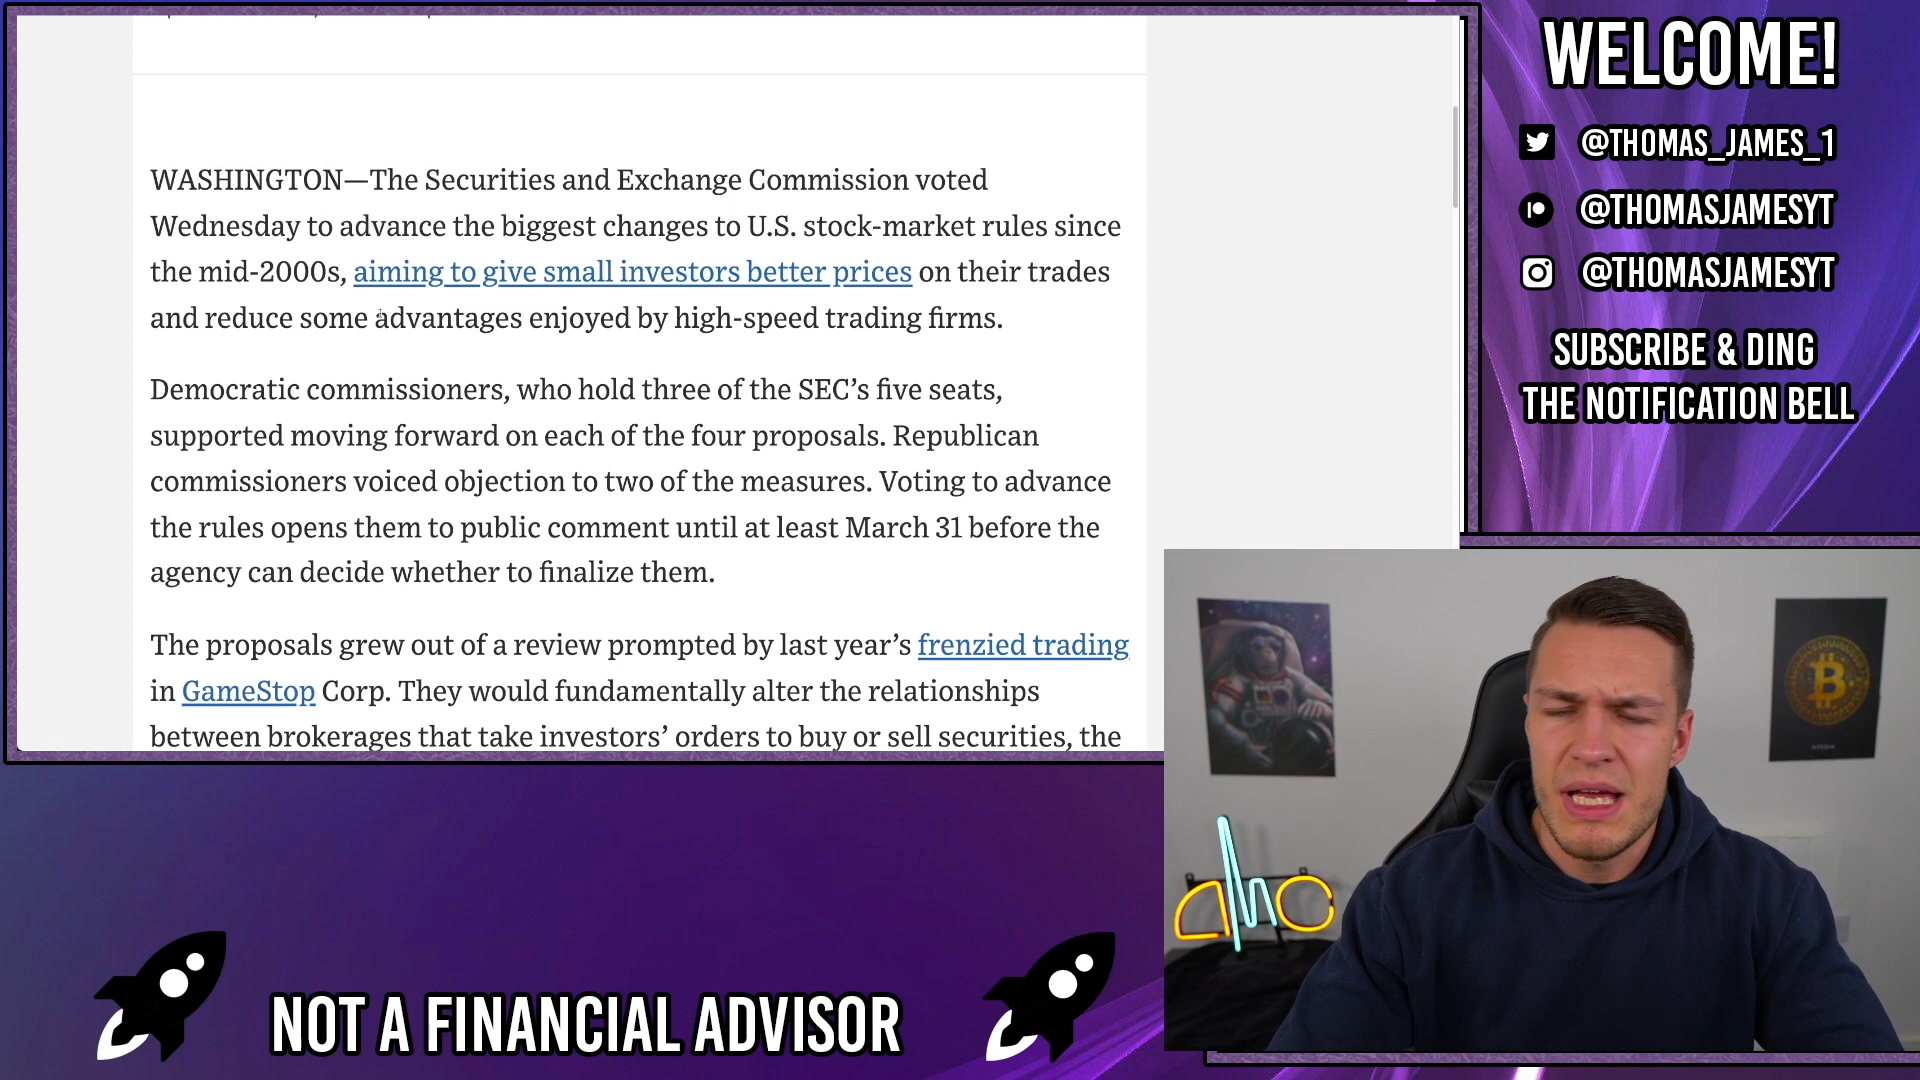 WASHINGTON—The Securities and Exchange Commission voted
Wednesday to advance the biggest changes to U.S. stock-market rules since
the mid-2000s, aiming to give small investors better prices on their trades
and reduce some advantages enjoyed by high-speed trading firms.
Democratic commissioners, who hold three of the SEC’s five seats,
supported moving forward on each of the four proposals. Republican
commissioners voiced objection to two of the measures. Voting to advance
the rules opens them to public comment until at least March 31 before the
agency can decide whether to finalize them.
The proposals grew out of a review prompted by last year’s frenzied trading
in GameStop Corp. They would fundamentally alter the relationships
between brokerages that take investors’ orders to buy or sell securities, the
WELCOME!
@THOMAS_JAMES_1
@THOMASJAMESYT
@THOMASJAMESYT
SUBSCRIBE & DING
THE NOTIFICATION BELL
BITCOIN
NOT A FINANCIAL ADVISOR